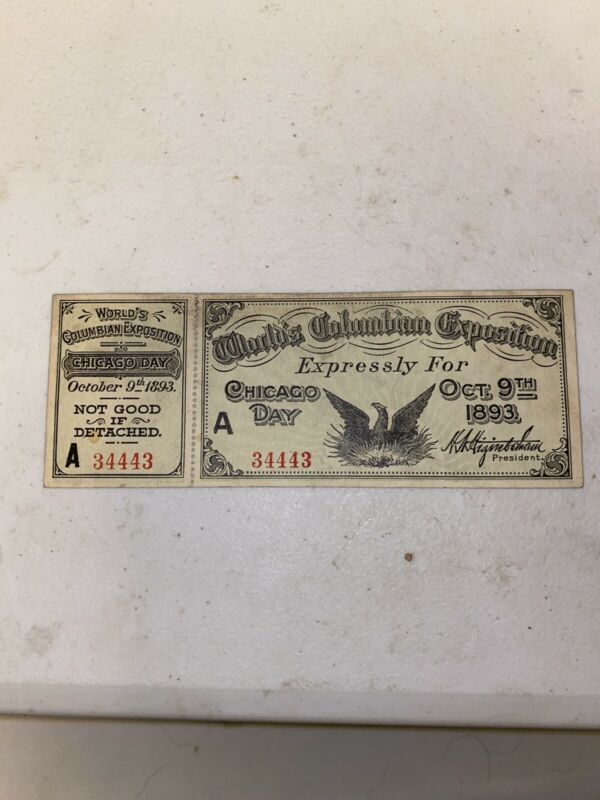 WORLD'S
COLUMBIAN EXPOSITION
CHICAGO DAY
October 9th 1893.
NOT GOOD
IF
DETACHED.
A 34443
World's Columbian Exposition
Expressly For
CHICAGO DAY
OCT. 9TH 1893.
A
34443
H.N. Higinbotham
President.